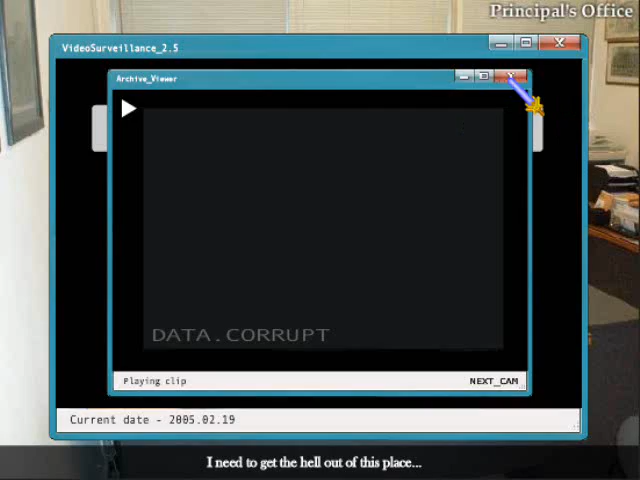 Principal's Office
VideoSurveillance_2.5
Archive_Viewer
DATA.CORRUPT
Playing clip
NEXT_CAM
Current date - 2005.02.19
I need to get the hell out of this place...